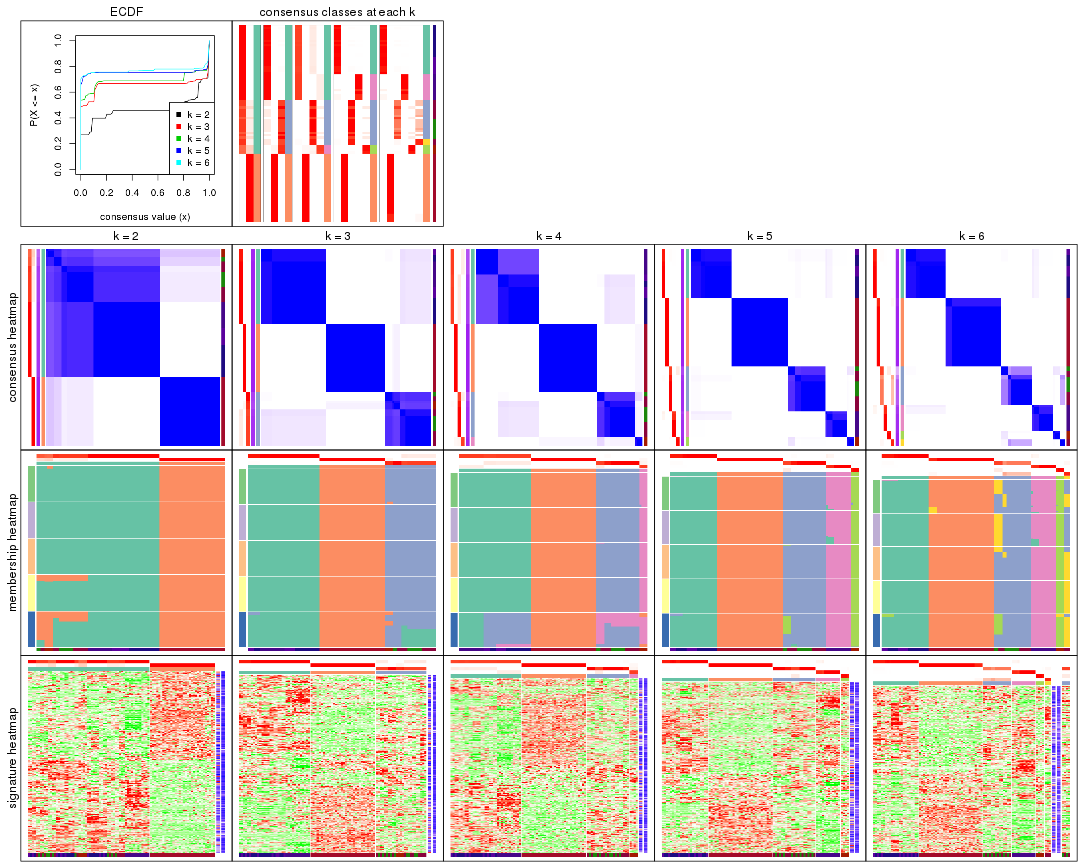 ECDF
consensus classes at each k
P(X <= x)
0.0 0.2 0.4 0.6 0.8 1.0
k = 2
k = 3
k = 4
k = 5
k = 6
0.0 0.2 0.4 0.6 0.8 1.0
consensus value (x)
k = 2
k = 3
k = 4
k = 5
k = 6
consensus heatmap
membership heatmap
signature heatmap